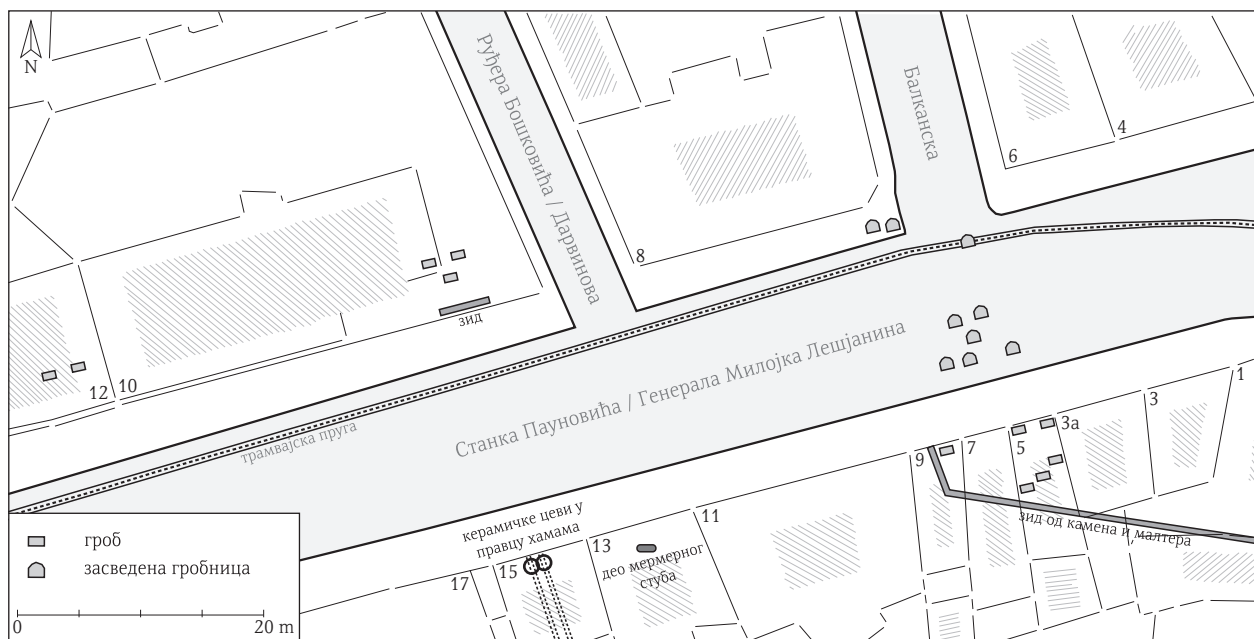 N
Руђера Бошковића / Дарвинова
Балканска
4
6
8
зид
12
10
трамвајска пруга
Станка Пауновића / Генерала Милојка Лешјанина
1
3
3а
5
7
9
зид од камена и малтера
11
13
део мермерног
стуба
керамичке цеви у
правцу хамама
15
17
гроб
засведена гробница
0
20 m